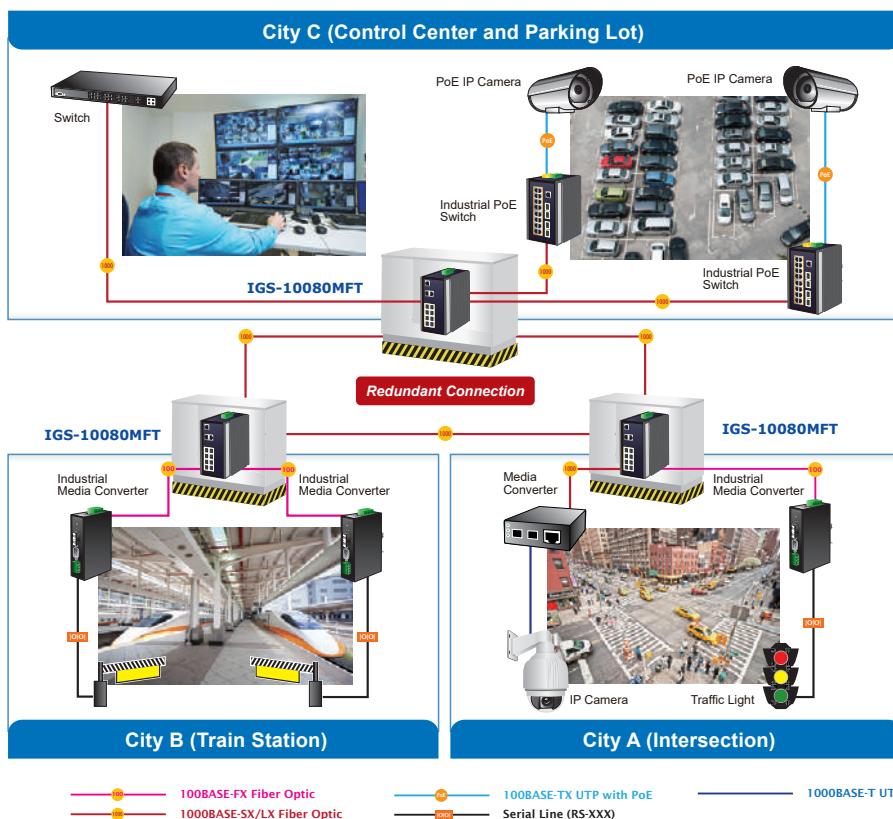 City C (Control Center and Parking Lot)
PoE IP Camera
PoE IP Camera
Switch
PoE
PoE
Industrial PoE
Switch
Industrial PoE
Switch
1000
1000
1000
IGS-10080MFT
1000
1000
Redundant Connection
IGS-10080MFT
1000
IGS-10080MFT
Industrial
Media Converter
100
100
Industrial
Media Converter
Media
Converter
1000
Industrial
Media Converter
100
|O|O|
|O|O|
|O|O|
IP Camera
Traffic Light
City B (Train Station)
City A (Intersection)
100 100BASE-FX Fiber Optic
PoE 100BASE-TX UTP with PoE
1000BASE-T UT
1000 1000BASE-SX/LX Fiber Optic
|O|O| Serial Line (RS-XXX)